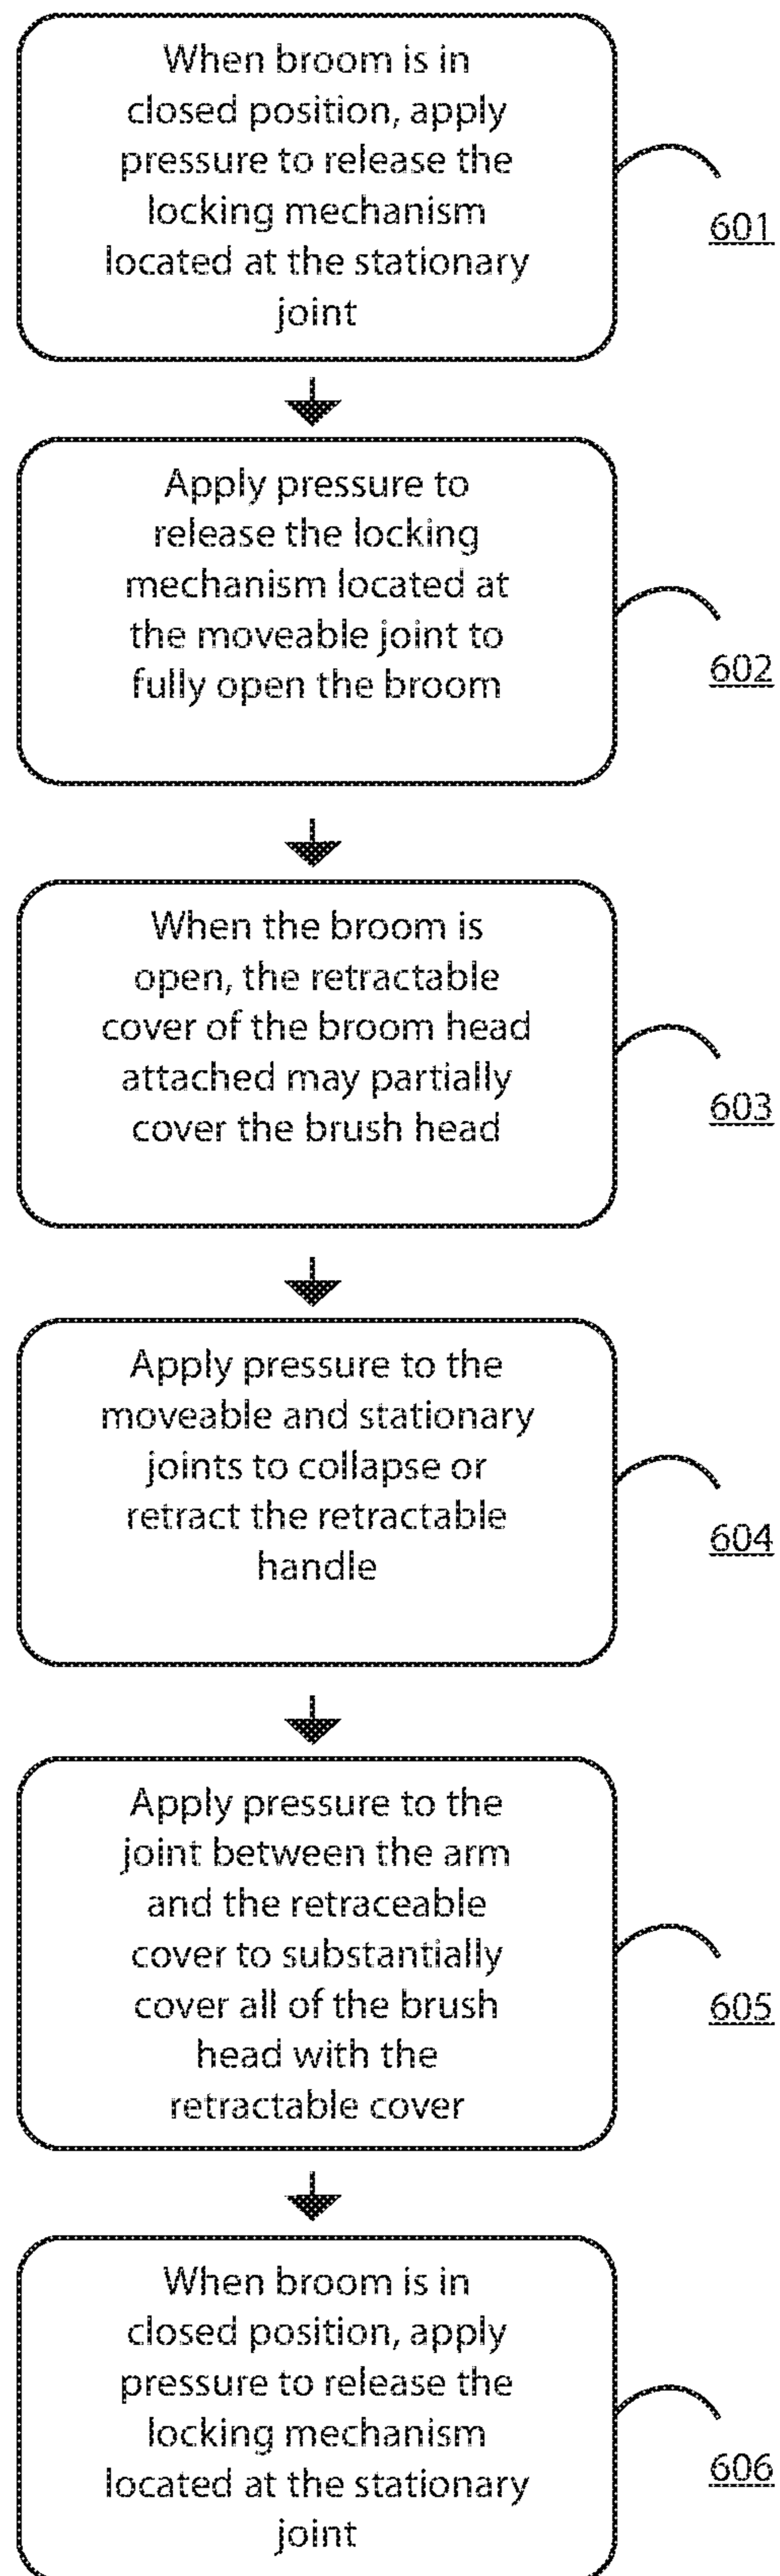 When broom is in
closed position, apply
pressure to release the
locking mechanism
located at the stationary
joint
601
Apply pressure to
release the locking
mechanism located at
the moveable joint to
fully open the broom
602
When the broom is
open, the retractable
cover of the broom head
attached may partially
cover the brush head
603
Apply pressure to the
moveable and stationary
joints to collapse or
retract the retractable
handle
604
Apply pressure to the
joint between the arm
and the retraceable
cover to substantially
cover all of the brush
head with the
retractable cover
605
When broom is in
closed position, apply
pressure to release the
locking mechanism
located at the stationary
joint
606